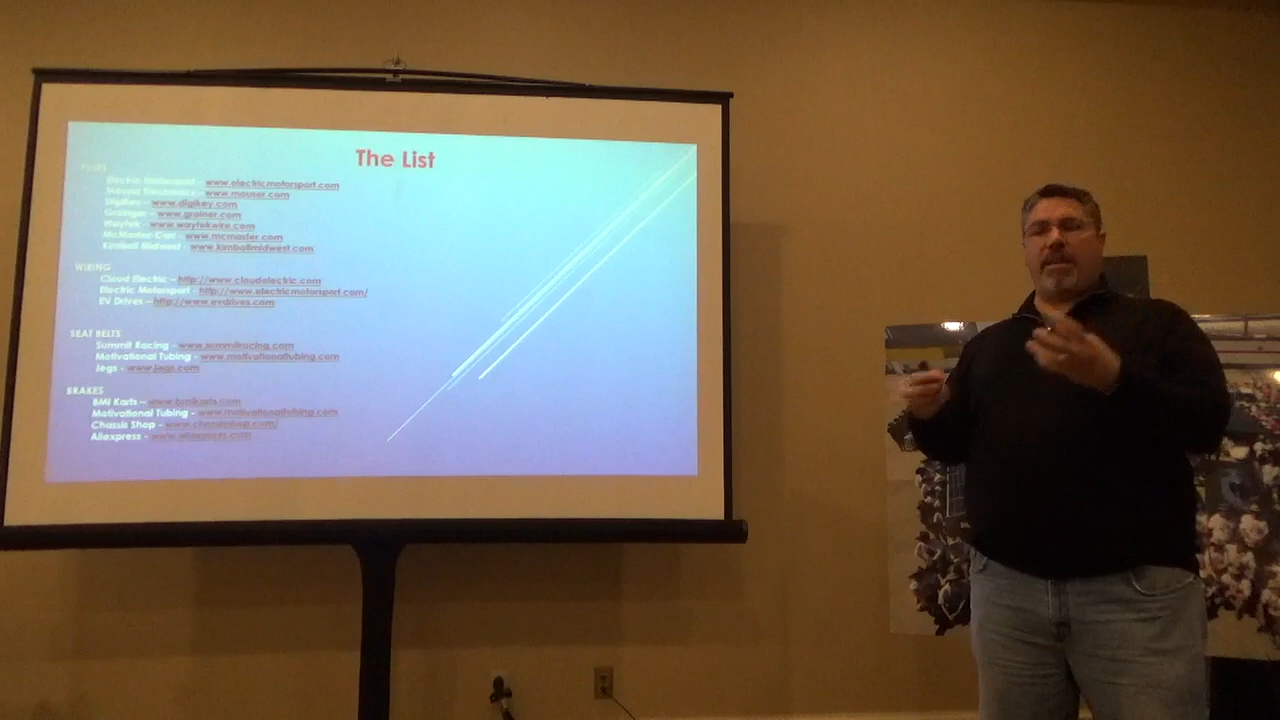 The List
FUSES
Electric Motorsport - www.electricmotorsport.com
Mouser Electronics - www.mouser.com
DigiKey - www.digikey.com
Grainger - www.grainer.com
Waytek - www.waytekwire.com
McMaster-Carr - www.mcmaster.com
Kimball Midwest - www.kimballmidwest.com
WIRING
Cloud Electric – http://www.cloudelectric.com
Electric Motorsport - http://www.electricmotorsport.com/
EV Drives – http://www.evdrives.com
SEAT BELTS
Summit Racing - www.summitracing.com
Motivational Tubing - www.motivationaltubing.com
Jegs - www.jegs.com
BRAKES
BMI Karts – www.bmikarts.com
Motivational Tubing - www.motivationaltubing.com
Chassis Shop - www.chassisshop.com/
Aliexpress - www.aliexpress.com